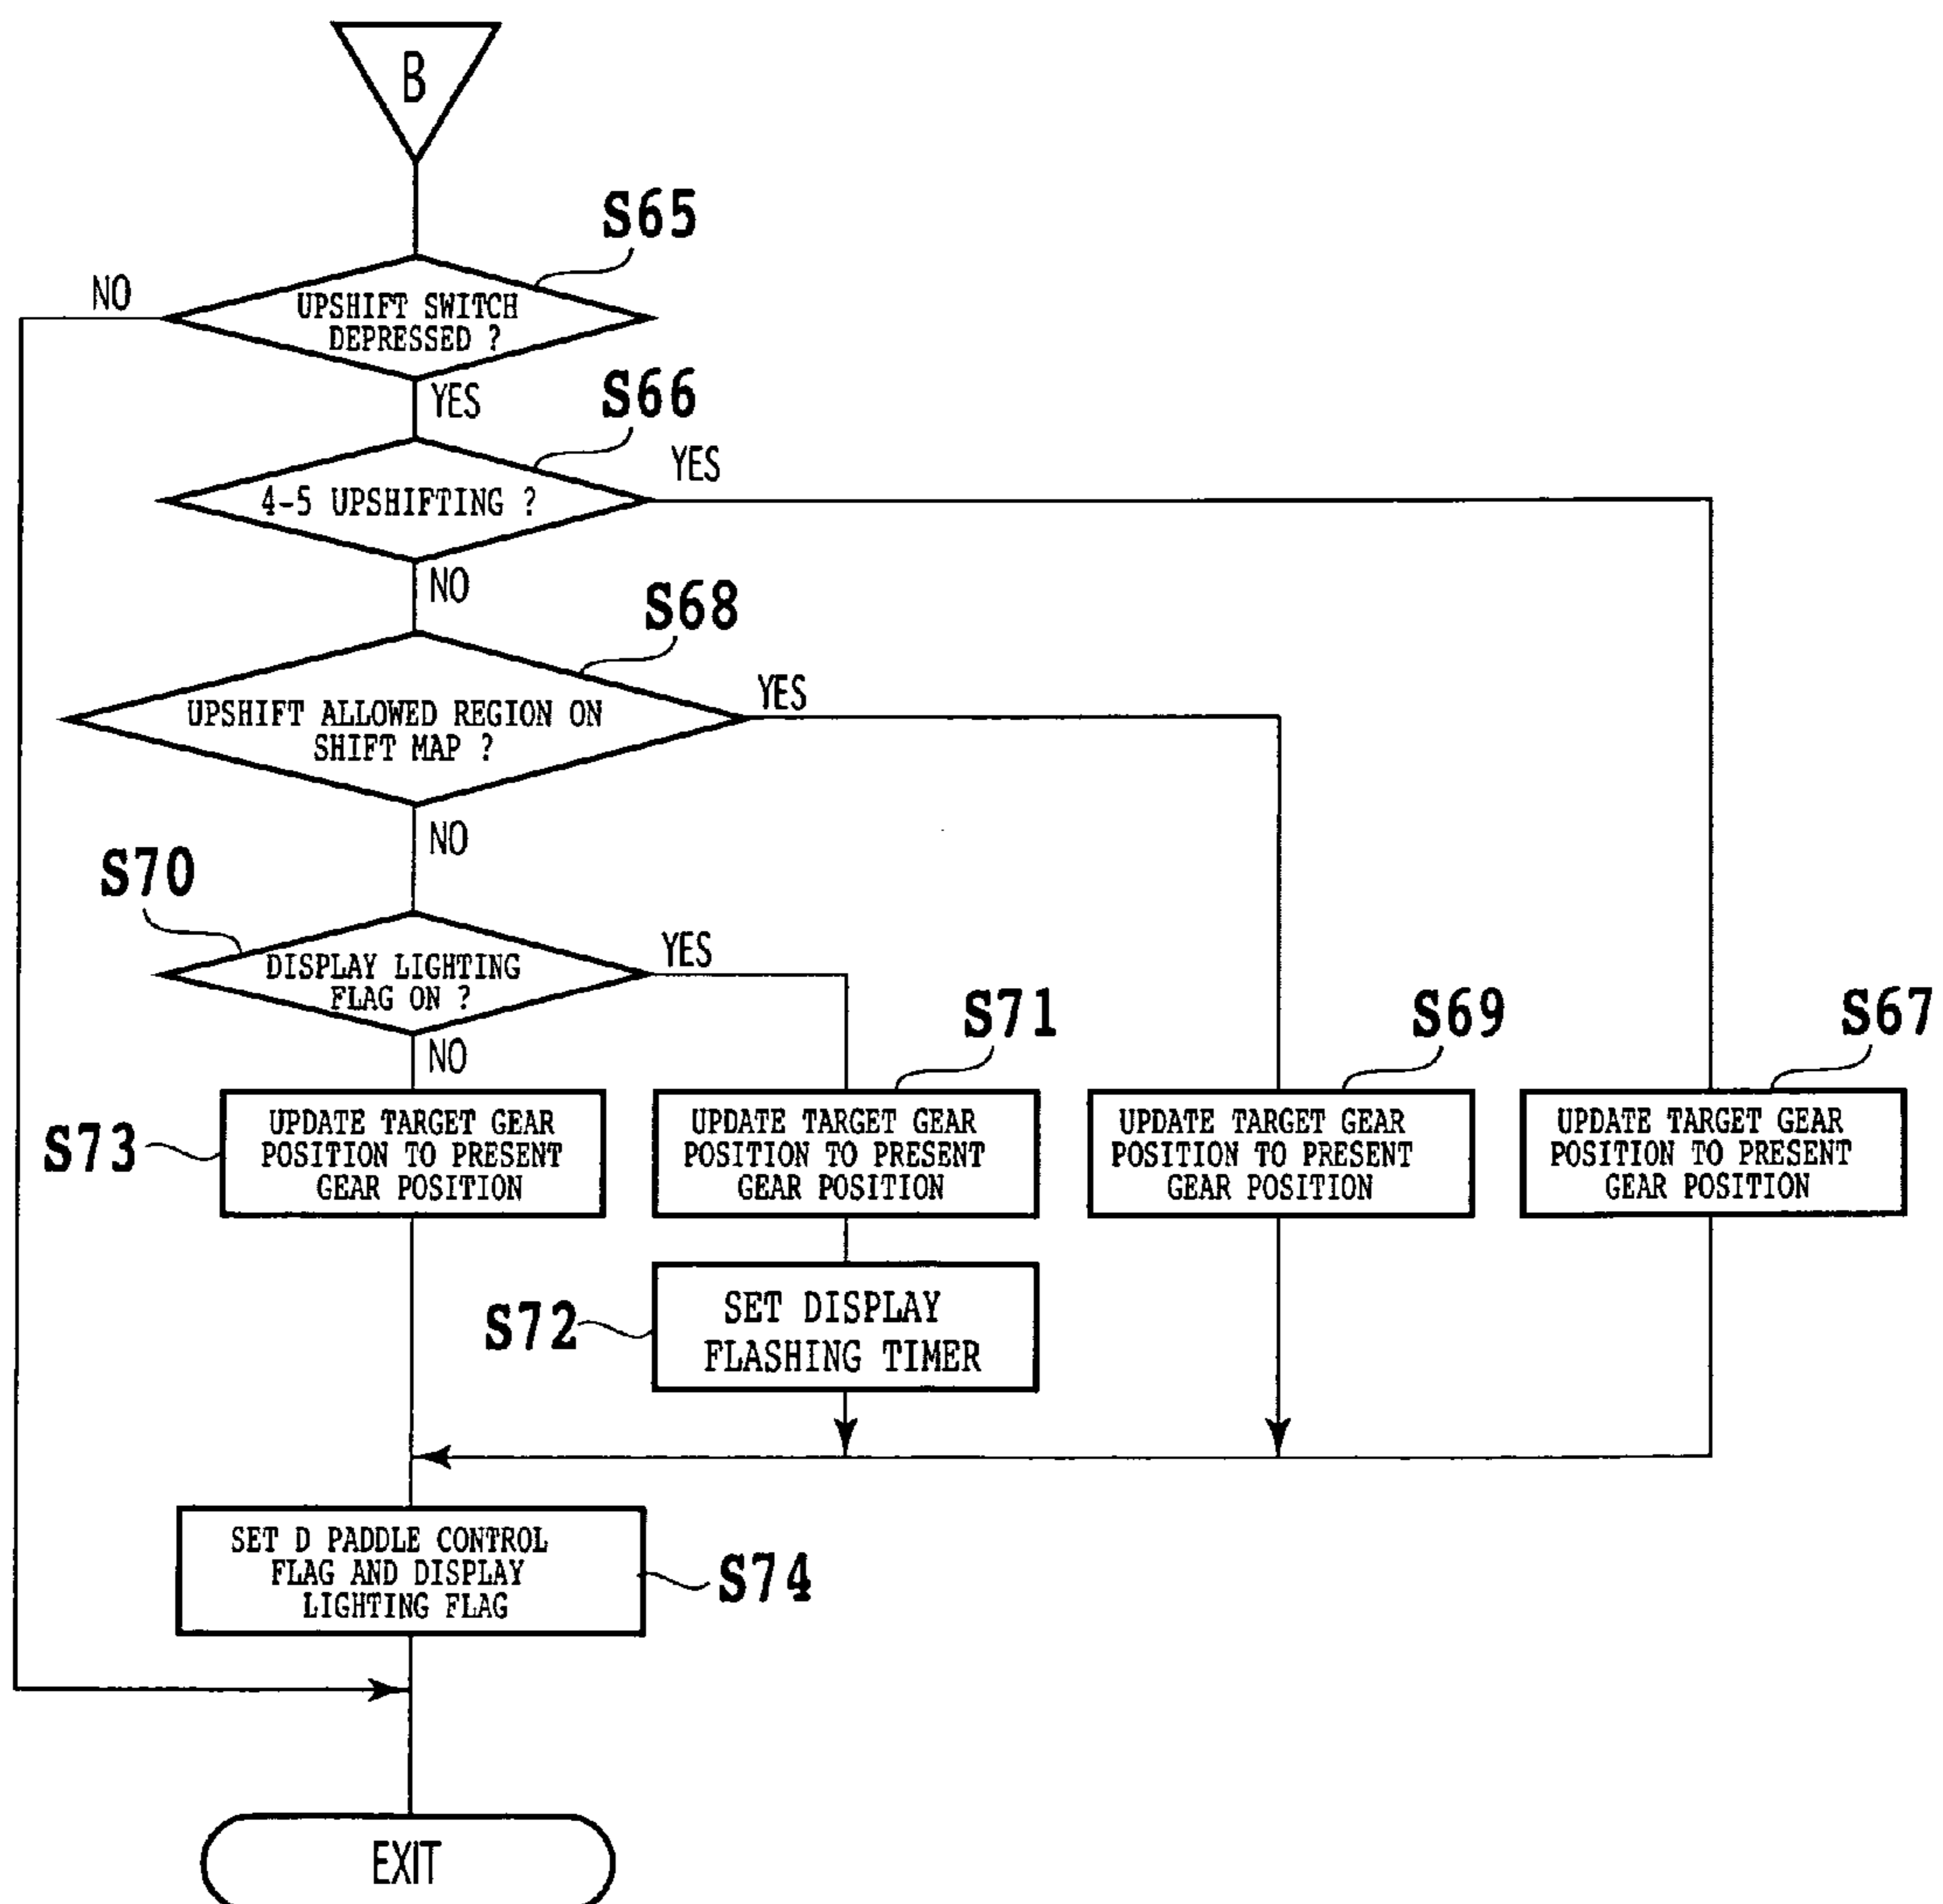 B
S65
NO
UPSHIFT SWITCH
DEPRESSED ?
YES
S66
YES
4-5 UPSHIFTING ?
NO
S68
YES
UPSHIFT ALLOWED REGION ON
SHIFT MAP ?
NO
S70
YES
DISPLAY LIGHTING
FLAG ON ?
NO
S71
S69
S67
S73
UPDATE TARGET GEAR
POSITION TO PRESENT
GEAR POSITION
UPDATE TARGET GEAR
POSITION TO PRESENT
GEAR POSITION
UPDATE TARGET GEAR
POSITION TO PRESENT
GEAR POSITION
UPDATE TARGET GEAR
POSITION TO PRESENT
GEAR POSITION
S72
SET DISPLAY
FLASHING TIMER
SET D PADDLE CONTROL
FLAG AND DISPLAY
LIGHTING FLAG
S74
EXIT